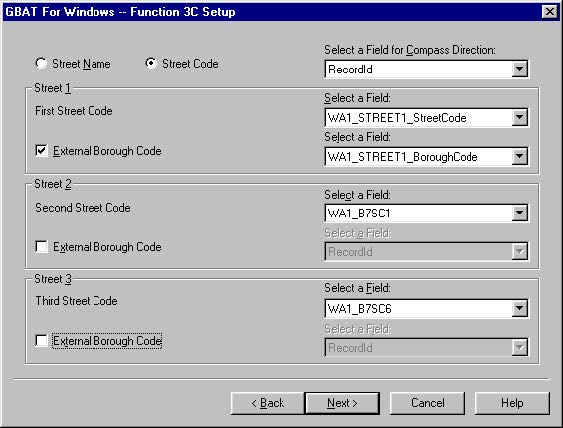 GBAT For Windows -- Function 3C Setup
Street Name
Street Code
Select a Field for Compass Direction:
RecordId
Street 1
First Street Code
Select a Field:
WA1_STREET1_StreetCode
External Borough Code
Select a Field:
WA1_STREET1_BoroughCode
Street 2
Second Street Code
Select a Field:
WA1_B7SC1
External Borough Code
Select a Field:
RecordId
Street 3
Third Street Code
Select a Field:
WA1_B7SC6
External Borough Code
Select a Field:
RecordId
< Back
Next >
Cancel
Help